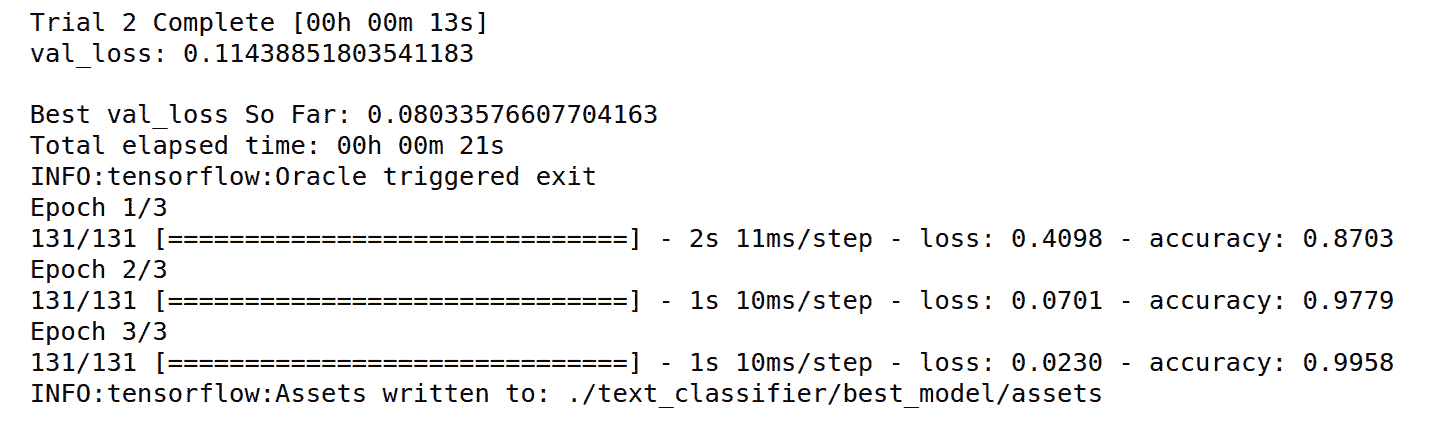 Trial 2 Complete [00h 00m 13s]
val_loss: 0.11438851803541183
Best val_loss So Far: 0.08033576607704163
Total elapsed time: 00h 00m 21s
INFO:tensorflow:Oracle triggered exit
Epoch 1/3
131/131 [==============================] - 2s 11ms/step - loss: 0.4098 - accuracy: 0.8703
Epoch 2/3
131/131 [==============================] - 1s 10ms/step - loss: 0.0701 - accuracy: 0.9779
Epoch 3/3
131/131 [==============================] - 1s 10ms/step - loss: 0.0230 - accuracy: 0.9958
INFO:tensorflow:Assets written to: ./text_classifier/best_model/assets